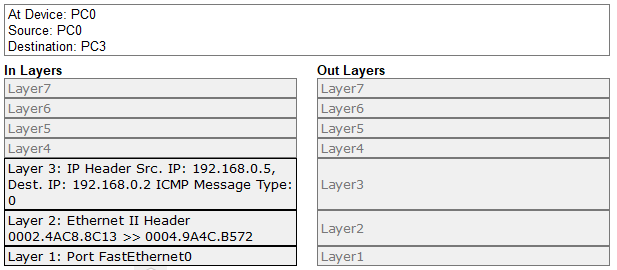 At Device: PC0
Source: PC0
Destination: PC3
In Layers
Layer7
Layer6
Layer5
Layer4
Layer 3: IP Header Src. IP: 192.168.0.5,
Dest. IP: 192.168.0.2 ICMP Message Type:
0
Layer 2: Ethernet II Header
0002.4AC8.8C13 >> 0004.9A4C.B572
Layer 1: Port FastEthernet0
Out Layers
Layer7
Layer6
Layer5
Layer4
Layer3
Layer2
Layer1